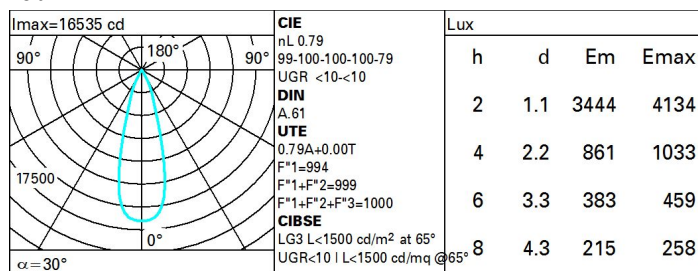 Imax=16535 cd
90°
180°
90°
17500
0°
α=30°
CIE
nL 0.79
99-100-100-100-79
UGR <10-<10
DIN
A.61
UTE
0.79A+0.00T
F"1=994
F"1+F"2=999
F"1+F"2+F"3=1000
CIBSE
LG3 L<1500 cd/m² at 65°
UGR<10 | L<1500 cd/mq @65°
Lux
h d Em Emax
2 1.1 3444 4134
4 2.2 861 1033
6 3.3 383 459
8 4.3 215 258